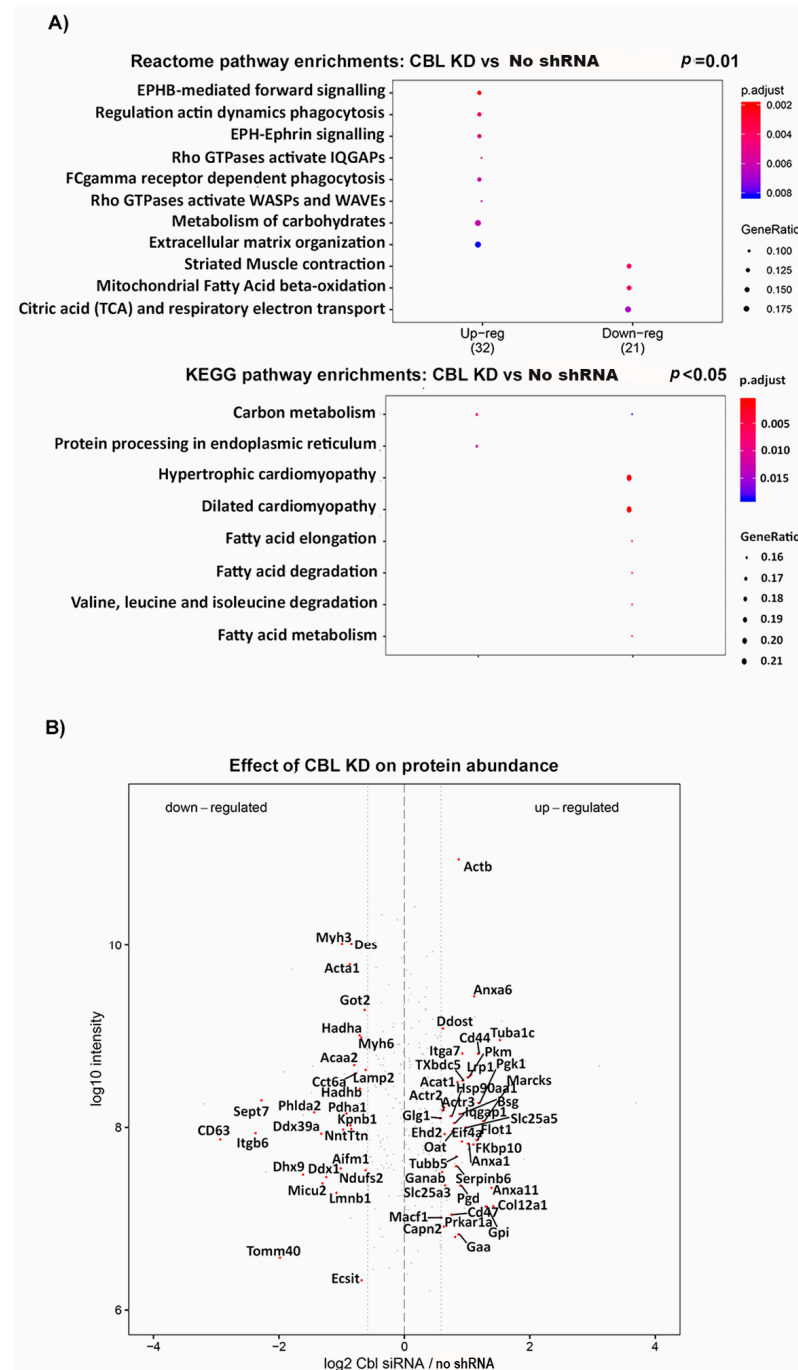 A)
Reactome pathway enrichments: CBL KD vs No shRNA p=0.01
EPHB-mediated forward signalling
Regulation actin dynamics phagocytosis
EPH-Ephrin signalling
Rho GTPases activate IQGAPs
FCgamma receptor dependent phagocytosis
Rho GTPases activate WASPs and WAVEs
Metabolism of carbohydrates
Extracellular matrix organization
Striated Muscle contraction
Mitochondrial Fatty Acid beta-oxidation
Citric acid (TCA) and respiratory electron transport
Up-reg Down-reg
(32) (21)
p.adjust
0.002
0.004
0.006
0.008
GeneRatio
0.100
0.125
0.150
0.175
KEGG pathway enrichments: CBL KD vs No shRNA p<0.05
Carbon metabolism
Protein processing in endoplasmic reticulum
Hypertrophic cardiomyopathy
Dilated cardiomyopathy
Fatty acid elongation
Fatty acid degradation
Valine, leucine and isoleucine degradation
Fatty acid metabolism
p.adjust
0.005
0.010
0.015
GeneRatio
0.16
0.17
0.18
0.19
0.20
0.21
B)
Effect of CBL KD on protein abundance
down-regulated up-regulated
Actb
Myh3 Des
10
Acta1
Anxa6
Got2
Ddost
Hadha Cd44 Tuba1c
Myh6 Itga7 Pkm
Acaa2 TXbdc5 Lrp1 Pgk1
Cct6a Lamp2 Acat1 Hsp90aa1 Marcks
Hadhb Actr2 Actr3 Bsg
Sept7 Phlda2 Pdha1 Glg1 Iqgap1 Slc25a5
8
CD63 Ddx39a Kpnb1 Ehd2 Eif4a Flot1
Itgb6 Nnt Ttn Oat FKbp10
Aifm1 Tubb5 Anxa1
Dhx9 Ddx1 Ndufs2 Ganab Serpinb6
Micu2 Lmnb1 Slc25a3 Pgd Anxa11
Macf1 Cd47 Col12a1
Capn2 Prkar1a Gpi
Tomm40 Gaa
Ecsit
6
log10 intensity
−4 −2 0 2 4
log2 Cbl siRNA / no shRNA